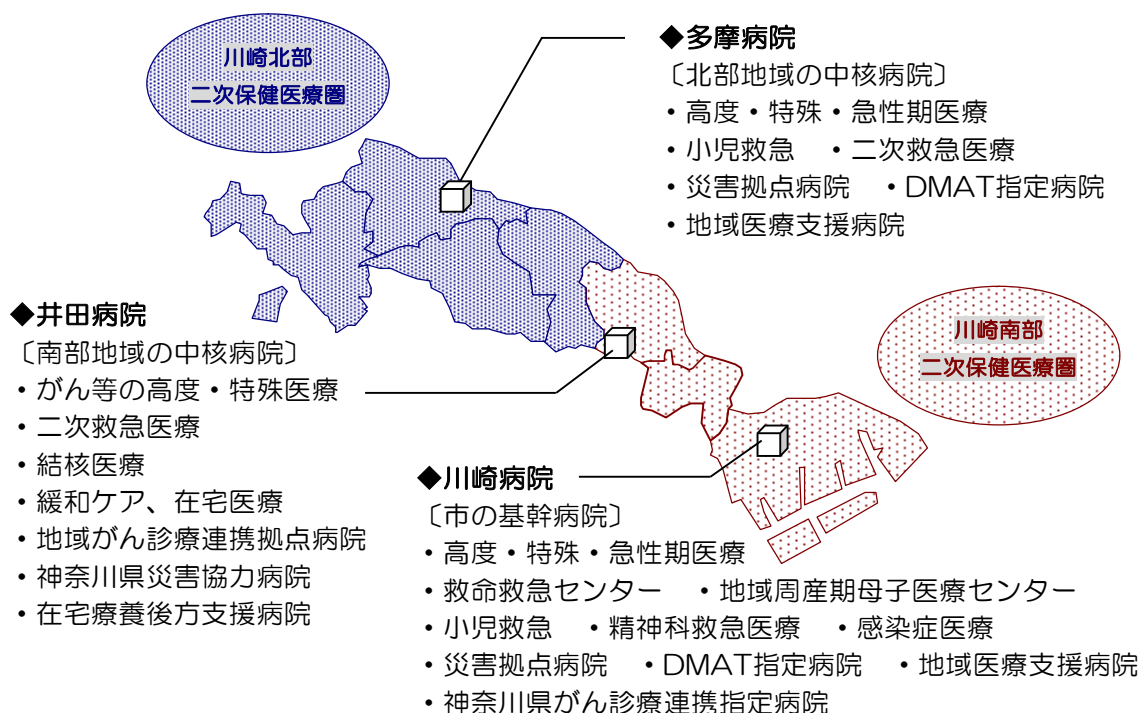 川崎北部
二次保健医療圏
◆多摩病院
〔北部地域の中核病院〕
・高度・特殊・急性期医療
・小児救急　・二次救急医療
・災害拠点病院　・DMAT指定病院
・地域医療支援病院
◆井田病院
〔南部地域の中核病院〕
・がん等の高度・特殊医療
・二次救急医療
・結核医療
・緩和ケア、在宅医療
・地域がん診療連携拠点病院
・神奈川県災害協力病院
・在宅療養後方支援病院
川崎南部
二次保健医療圏
◆川崎病院
〔市の基幹病院〕
・高度・特殊・急性期医療
・救命救急センター　・地域周産期母子医療センター
・小児救急　・精神科救急医療　・感染症医療
・災害拠点病院　・DMAT指定病院　・地域医療支援病院
・神奈川県がん診療連携指定病院